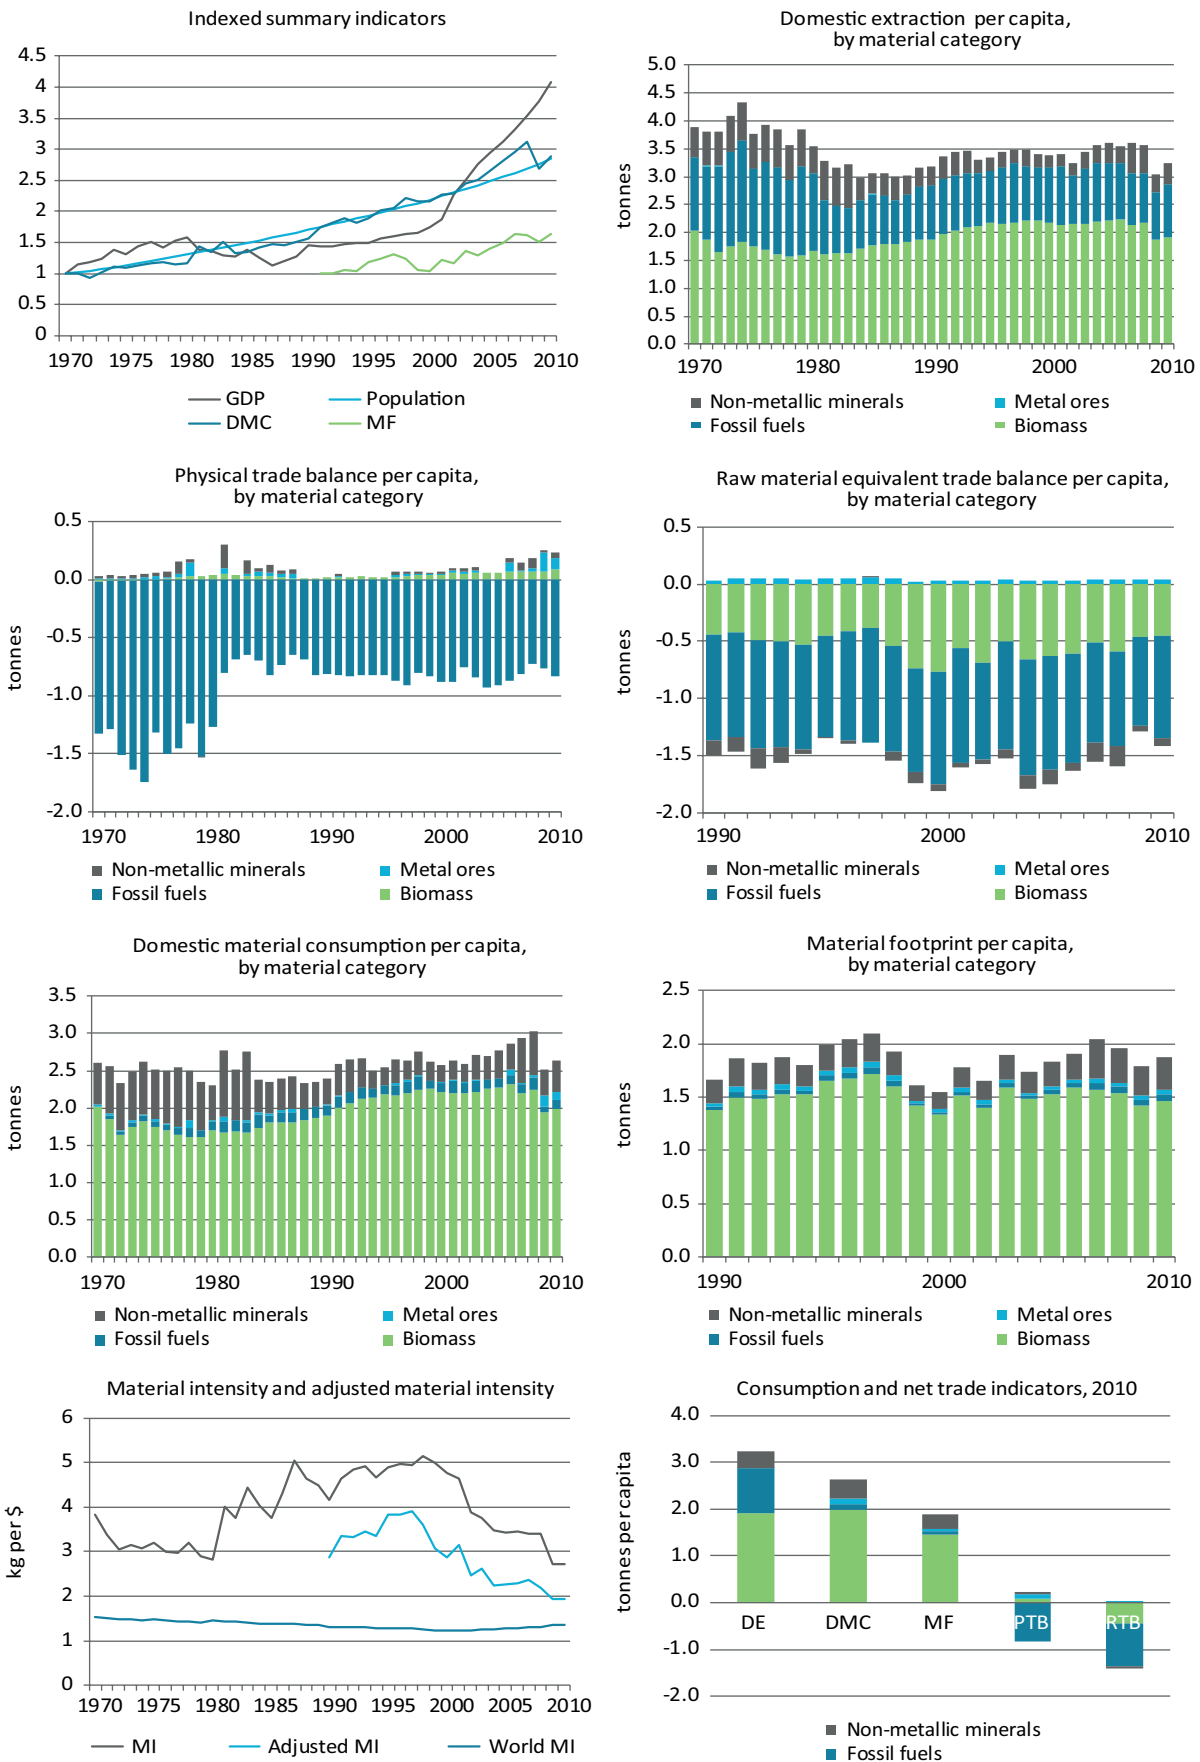 Indexed summary indicators
4.5
4
3.5
3
2.5
2
1.5
1
0.5
0
1970 1975 1980 1985 1990 1995 2000 2005 2010
GDP Population
DMC MF
Domestic extraction per capita,
by material category
tonnes
5.0
4.5
4.0
3.5
3.0
2.5
2.0
1.5
1.0
0.5
0.0
1970 1980 1990 2000 2010
Non-metallic minerals Metal ores
Fossil fuels Biomass
Physical trade balance per capita,
by material category
tonnes
0.5
0.0
-0.5
-1.0
-1.5
-2.0
1970 1980 1990 2000 2010
Non-metallic minerals Metal ores
Fossil fuels Biomass
Raw material equivalent trade balance per capita,
by material category
tonnes
0.5
0.0
-0.5
-1.0
-1.5
-2.0
1990 2000 2010
Non-metallic minerals Metal ores
Fossil fuels Biomass
Domestic material consumption per capita,
by material category
tonnes
3.5
3.0
2.5
2.0
1.5
1.0
0.5
0.0
1970 1980 1990 2000 2010
Non-metallic minerals Metal ores
Fossil fuels Biomass
Material footprint per capita,
by material category
tonnes
2.5
2.0
1.5
1.0
0.5
0.0
1990 2000 2010
Non-metallic minerals Metal ores
Fossil fuels Biomass
Material intensity and adjusted material intensity
kg per $
6
5
4
3
2
1
0
1970 1975 1980 1985 1990 1995 2000 2005 2010
MI Adjusted MI World MI
Consumption and net trade indicators, 2010
tonnes per capita
4.0
3.0
2.0
1.0
0.0
-1.0
-2.0
DE DMC MF PTB RTB
Non-metallic minerals
Fossil fuels